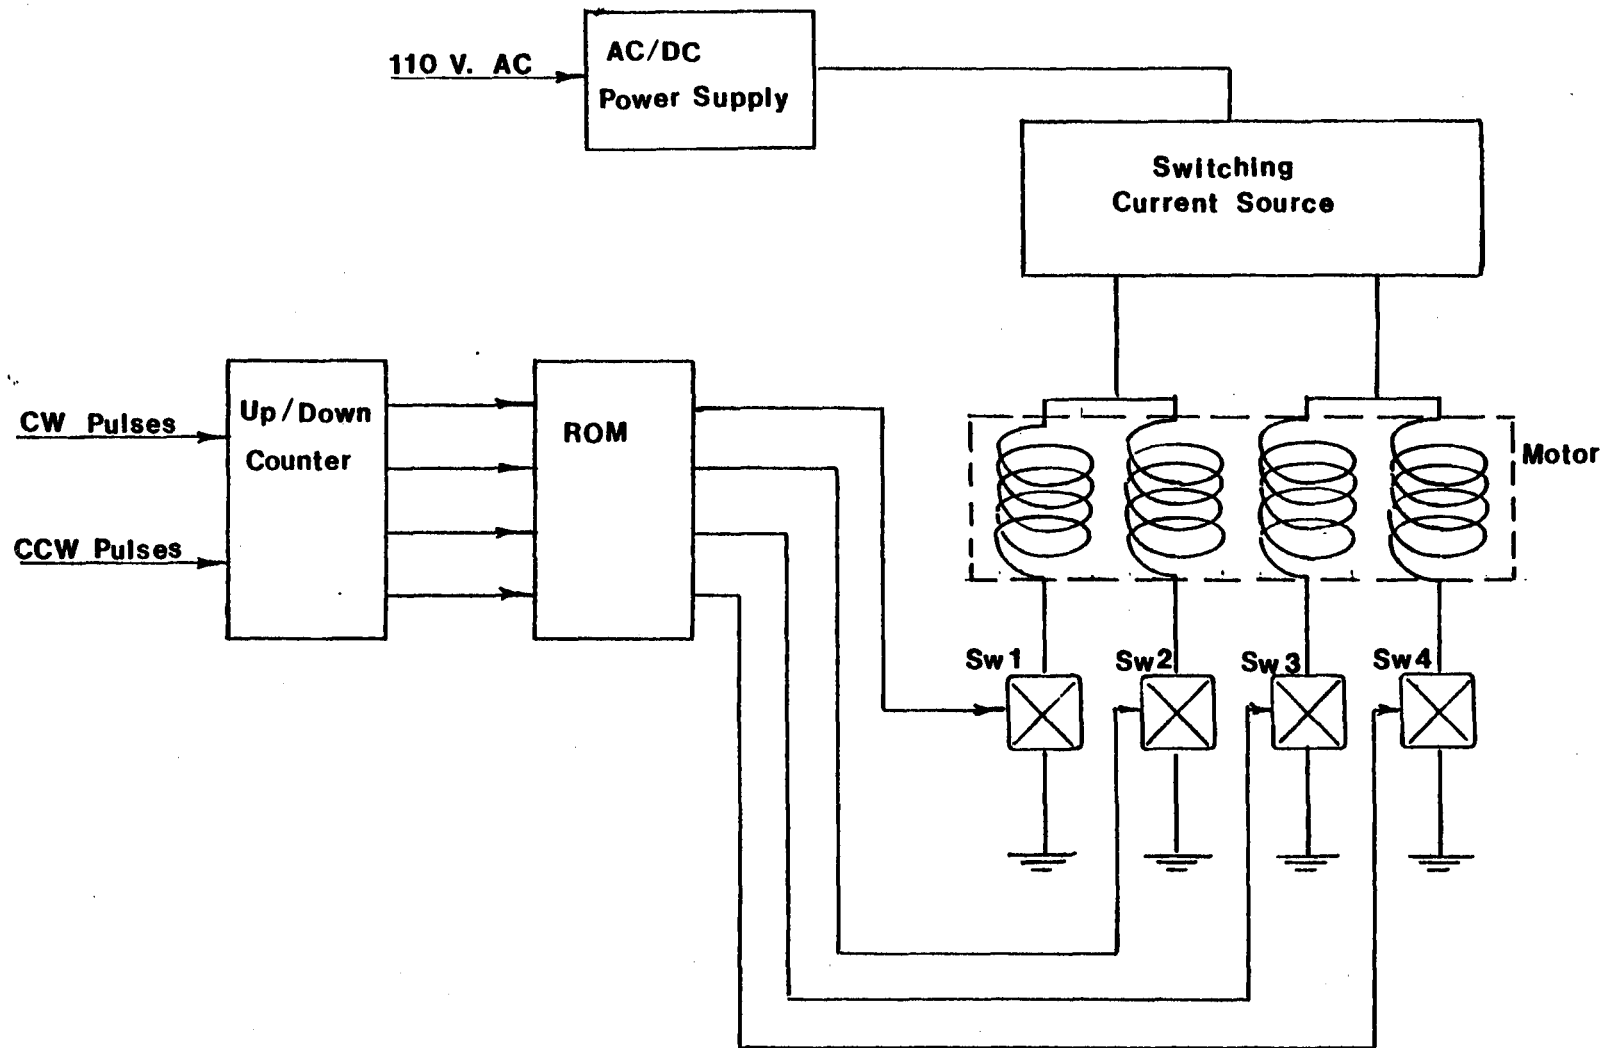 110 V. AC
AC/DC
Power Supply
Switching
Current Source
CW Pulses
CCW Pulses
Up/Down
Counter
ROM
Motor
Sw1
Sw2
Sw3
Sw4